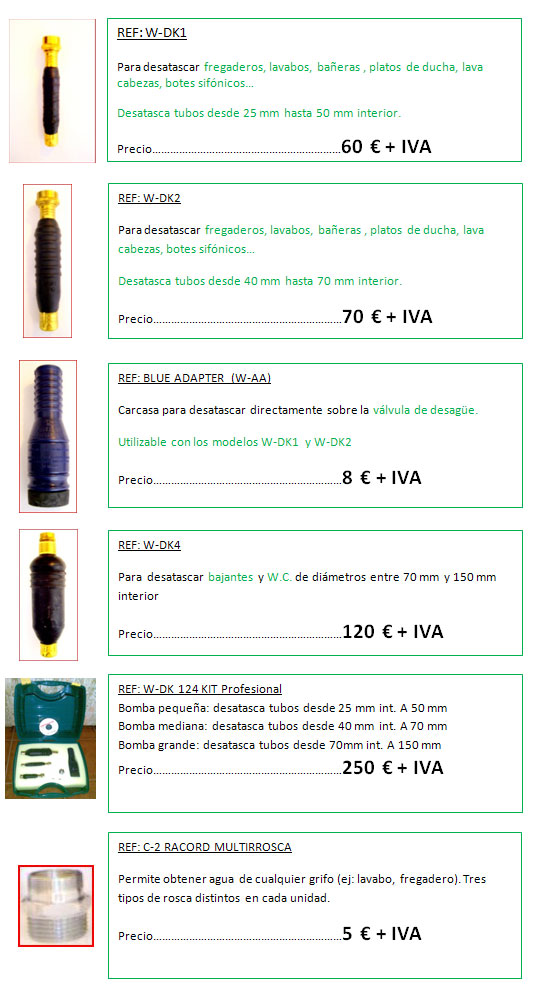 REF: W-DK1
Para desatascar fregaderos, lavabos, bañeras , platos de ducha, lava
cabezas, botes sifónicos...
Desatasca tubos desde 25 mm hasta 50 mm interior.
Precio...............................................................60 € + IVA
REF: W-DK2
Para desatascar fregaderos, lavabos, bañeras , platos de ducha, lava
cabezas, botes sifónicos...
Desatasca tubos desde 40 mm hasta 70 mm interior.
Precio...............................................................70 € + IVA
REF: BLUE ADAPTER (W-AA)
Carcasa para desatascar directamente sobre la válvula de desagüe.
Utilizable con los modelos W-DK1 y W-DK2
Precio...............................................................8 € + IVA
REF: W-DK4
Para desatascar bajantes y W.C. de diámetros entre 70 mm y 150 mm
interior
Precio...............................................................120 € + IVA
REF: W-DK 124 KIT Profesional
Bomba pequeña: desatasca tubos desde 25 mm int. A 50 mm
Bomba mediana: desatasca tubos desde 40 mm int. A 70 mm
Bomba grande: desatasca tubos desde 70mm int. A 150 mm
Precio...............................................................250 € + IVA
REF: C-2 RACORD MULTIRROSCA
Permite obtener agua de cualquier grifo (ej: lavabo, fregadero). Tres
tipos de rosca distintos en cada unidad.
Precio...............................................................5 € + IVA